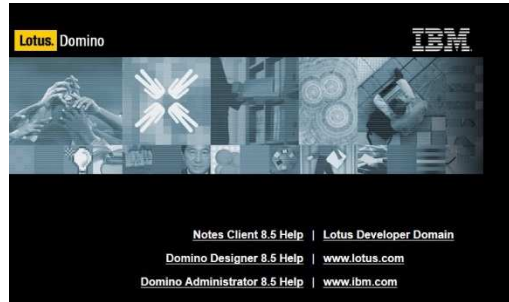 Lotus. Domino
IBM
Notes Client 8.5 Help | Lotus Developer Domain
Domino Designer 8.5 Help | www.lotus.com
Domino Administrator 8.5 Help | www.ibm.com